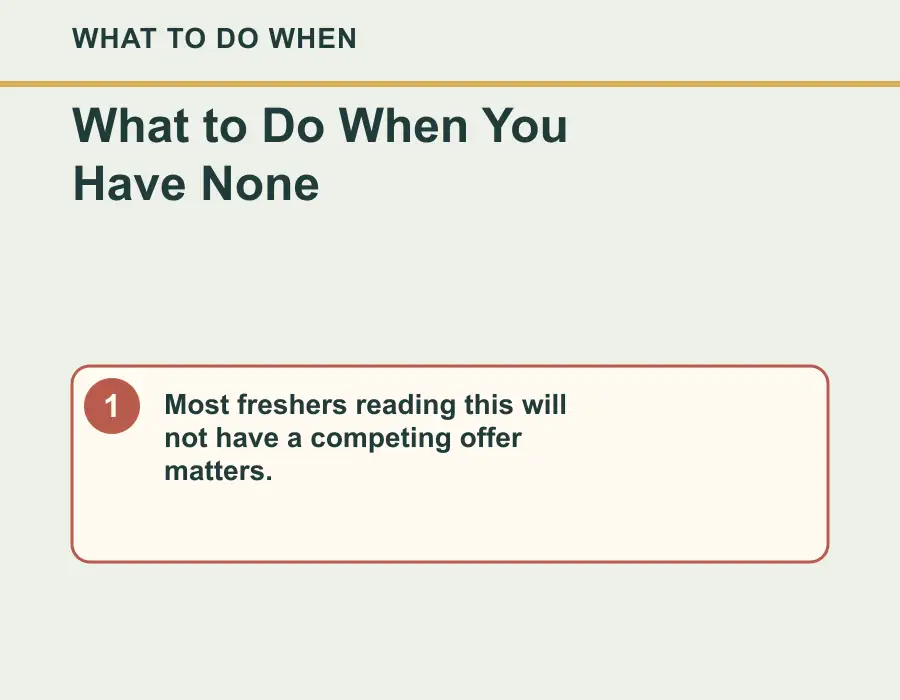 WHAT TO DO WHEN
What to Do When You
Have None
1
Most freshers reading this will
not have a competing offer
matters.